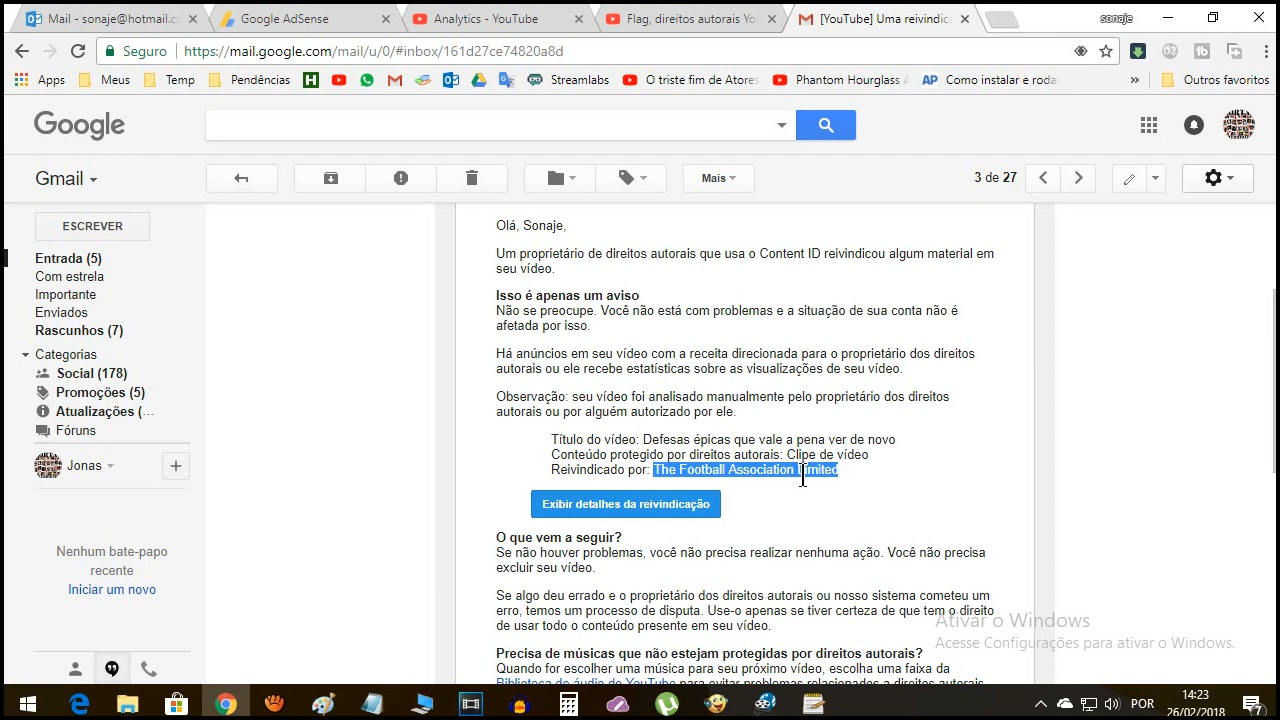 Mail - sonaje@hotmail.c
Google AdSense
Analytics - YouTube
Flag, direitos autorais Yo
[YouTube] Uma reivindic
sonaje
Seguro
https://mail.google.com/mail/u/0/#inbox/161d27ce74820a8d
Apps
Meus
Temp
Pendências
H
Streamlabs
O triste fim de Atores
Phantom Hourglass A
AP Como instalar e roda
»
Outros favoritos
Google
Gmail
Mais
3 de 27
ESCREVER
Entrada (5)
Com estrela
Importante
Enviados
Rascunhos (7)
Categorias
Social (178)
Promoções (5)
Atualizações (...
Fóruns
Jonas
+
Nenhum bate-papo
recente
Iniciar um novo
Olá, Sonaje,
Um proprietário de direitos autorais que usa o Content ID reivindicou algum material em
seu vídeo.
Isso é apenas um aviso
Não se preocupe. Você não está com problemas e a situação de sua conta não é
afetada por isso.
Há anúncios em seu vídeo com a receita direcionada para o proprietário dos direitos
autorais ou ele recebe estatísticas sobre as visualizações de seu vídeo.
Observação: seu vídeo foi analisado manualmente pelo proprietário dos direitos
autorais ou por alguém autorizado por ele.
Título do vídeo: Defesas épicas que vale a pena ver de novo
Conteúdo protegido por direitos autorais: Clipe de vídeo
Reivindicado por: The Football Association Limited
Exibir detalhes da reivindicação
O que vem a seguir?
Se não houver problemas, você não precisa realizar nenhuma ação. Você não precisa
excluir seu vídeo.
Se algo deu errado e o proprietário dos direitos autorais ou nosso sistema cometeu um
erro, temos um processo de disputa. Use-o apenas se tiver certeza de que tem o direito
de usar todo o conteúdo presente em seu vídeo.
Precisa de músicas que não estejam protegidas por direitos autorais?
Quando for escolher uma música para seu próximo vídeo, escolha uma faixa da
Biblioteca de áudio do YouTube para evitar problemas relacionados a direitos autorais
Ativar o Windows
Acesse Configurações para ativar o Windows.
POR
14:23
26/02/2018
7